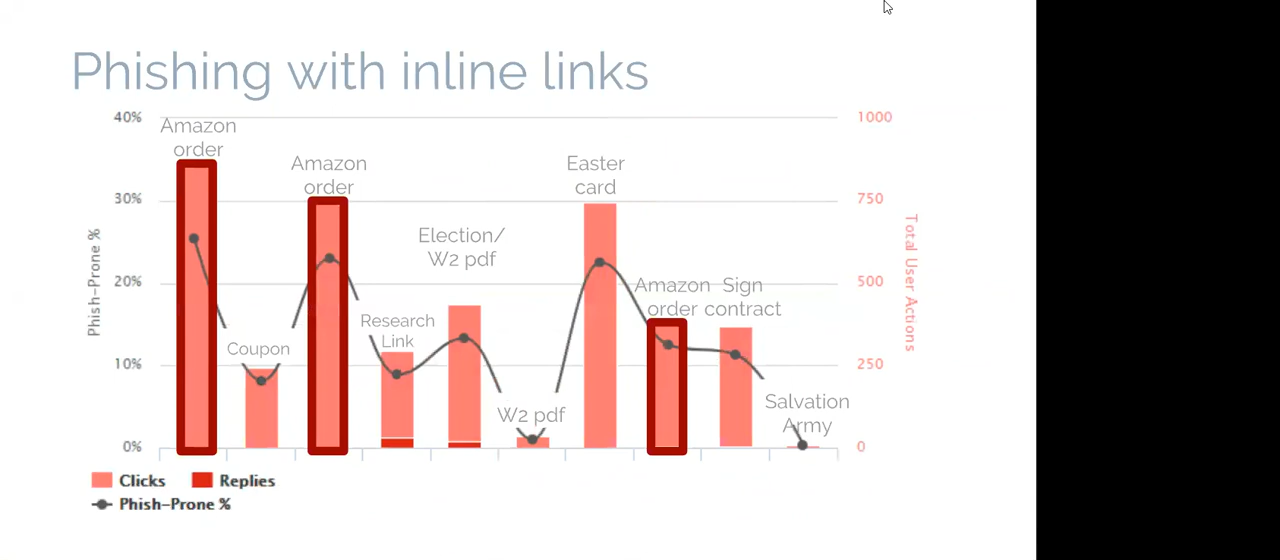 Phishing with inline links
40%
30%
20%
10%
0%
Phish-Prone %
1000
750
500
250
0
Total User Actions
Amazon
order
Coupon
Amazon
order
Research
Link
Election/
W2 pdf
W2 pdf
Easter
card
Amazon
order
Sign
contract
Salvation
Army
Clicks
Replies
Phish-Prone %